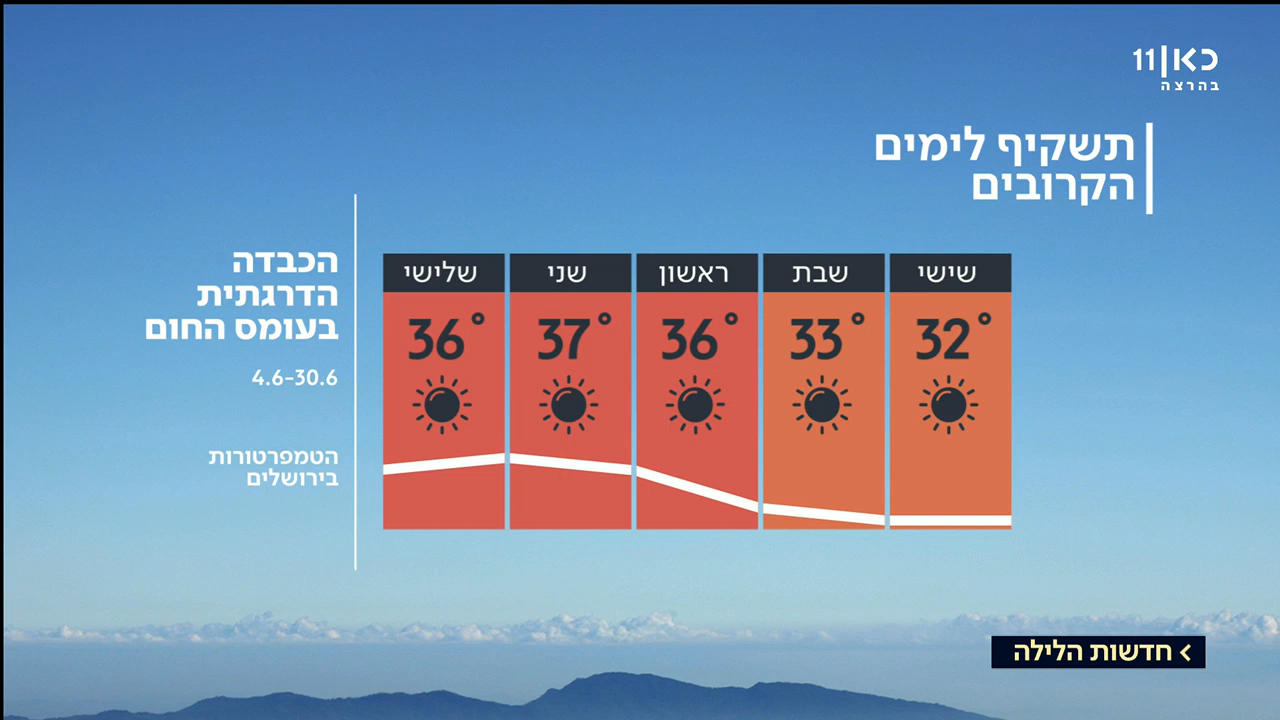 כאן 11
בהרצה
תשקיף לימים
הקרובים
שישי
שבת
ראשון
שני
שלישי
32°
33°
36°
37°
36°
הכבדה
הדרגתית
בעומס החום
4.6-30.6
הטמפרטורות
בירושלים
חדשות הלילה